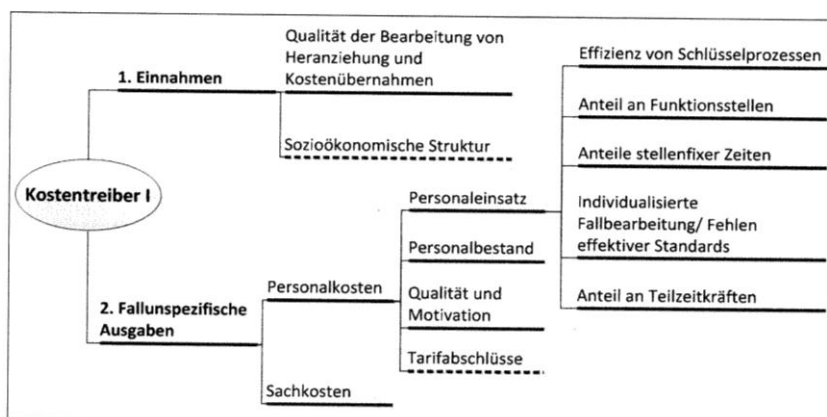 Kostentreiber I
1. Einnahmen
Qualität der Bearbeitung von
Heranziehung und
Kostenübernahmen
Sozioökonomische Struktur
2. Fallunspezifische
Ausgaben
Personalkosten
Personaleinsatz
Effizienz von Schlüsselprozessen
Anteil an Funktionsstellen
Anteile stellenfixer Zeiten
Individualisierte
Fallbearbeitung/ Fehlen
effektiver Standards
Anteil an Teilzeitkräften
Personalbestand
Qualität und
Motivation
Tarifabschlüsse
Sachkosten